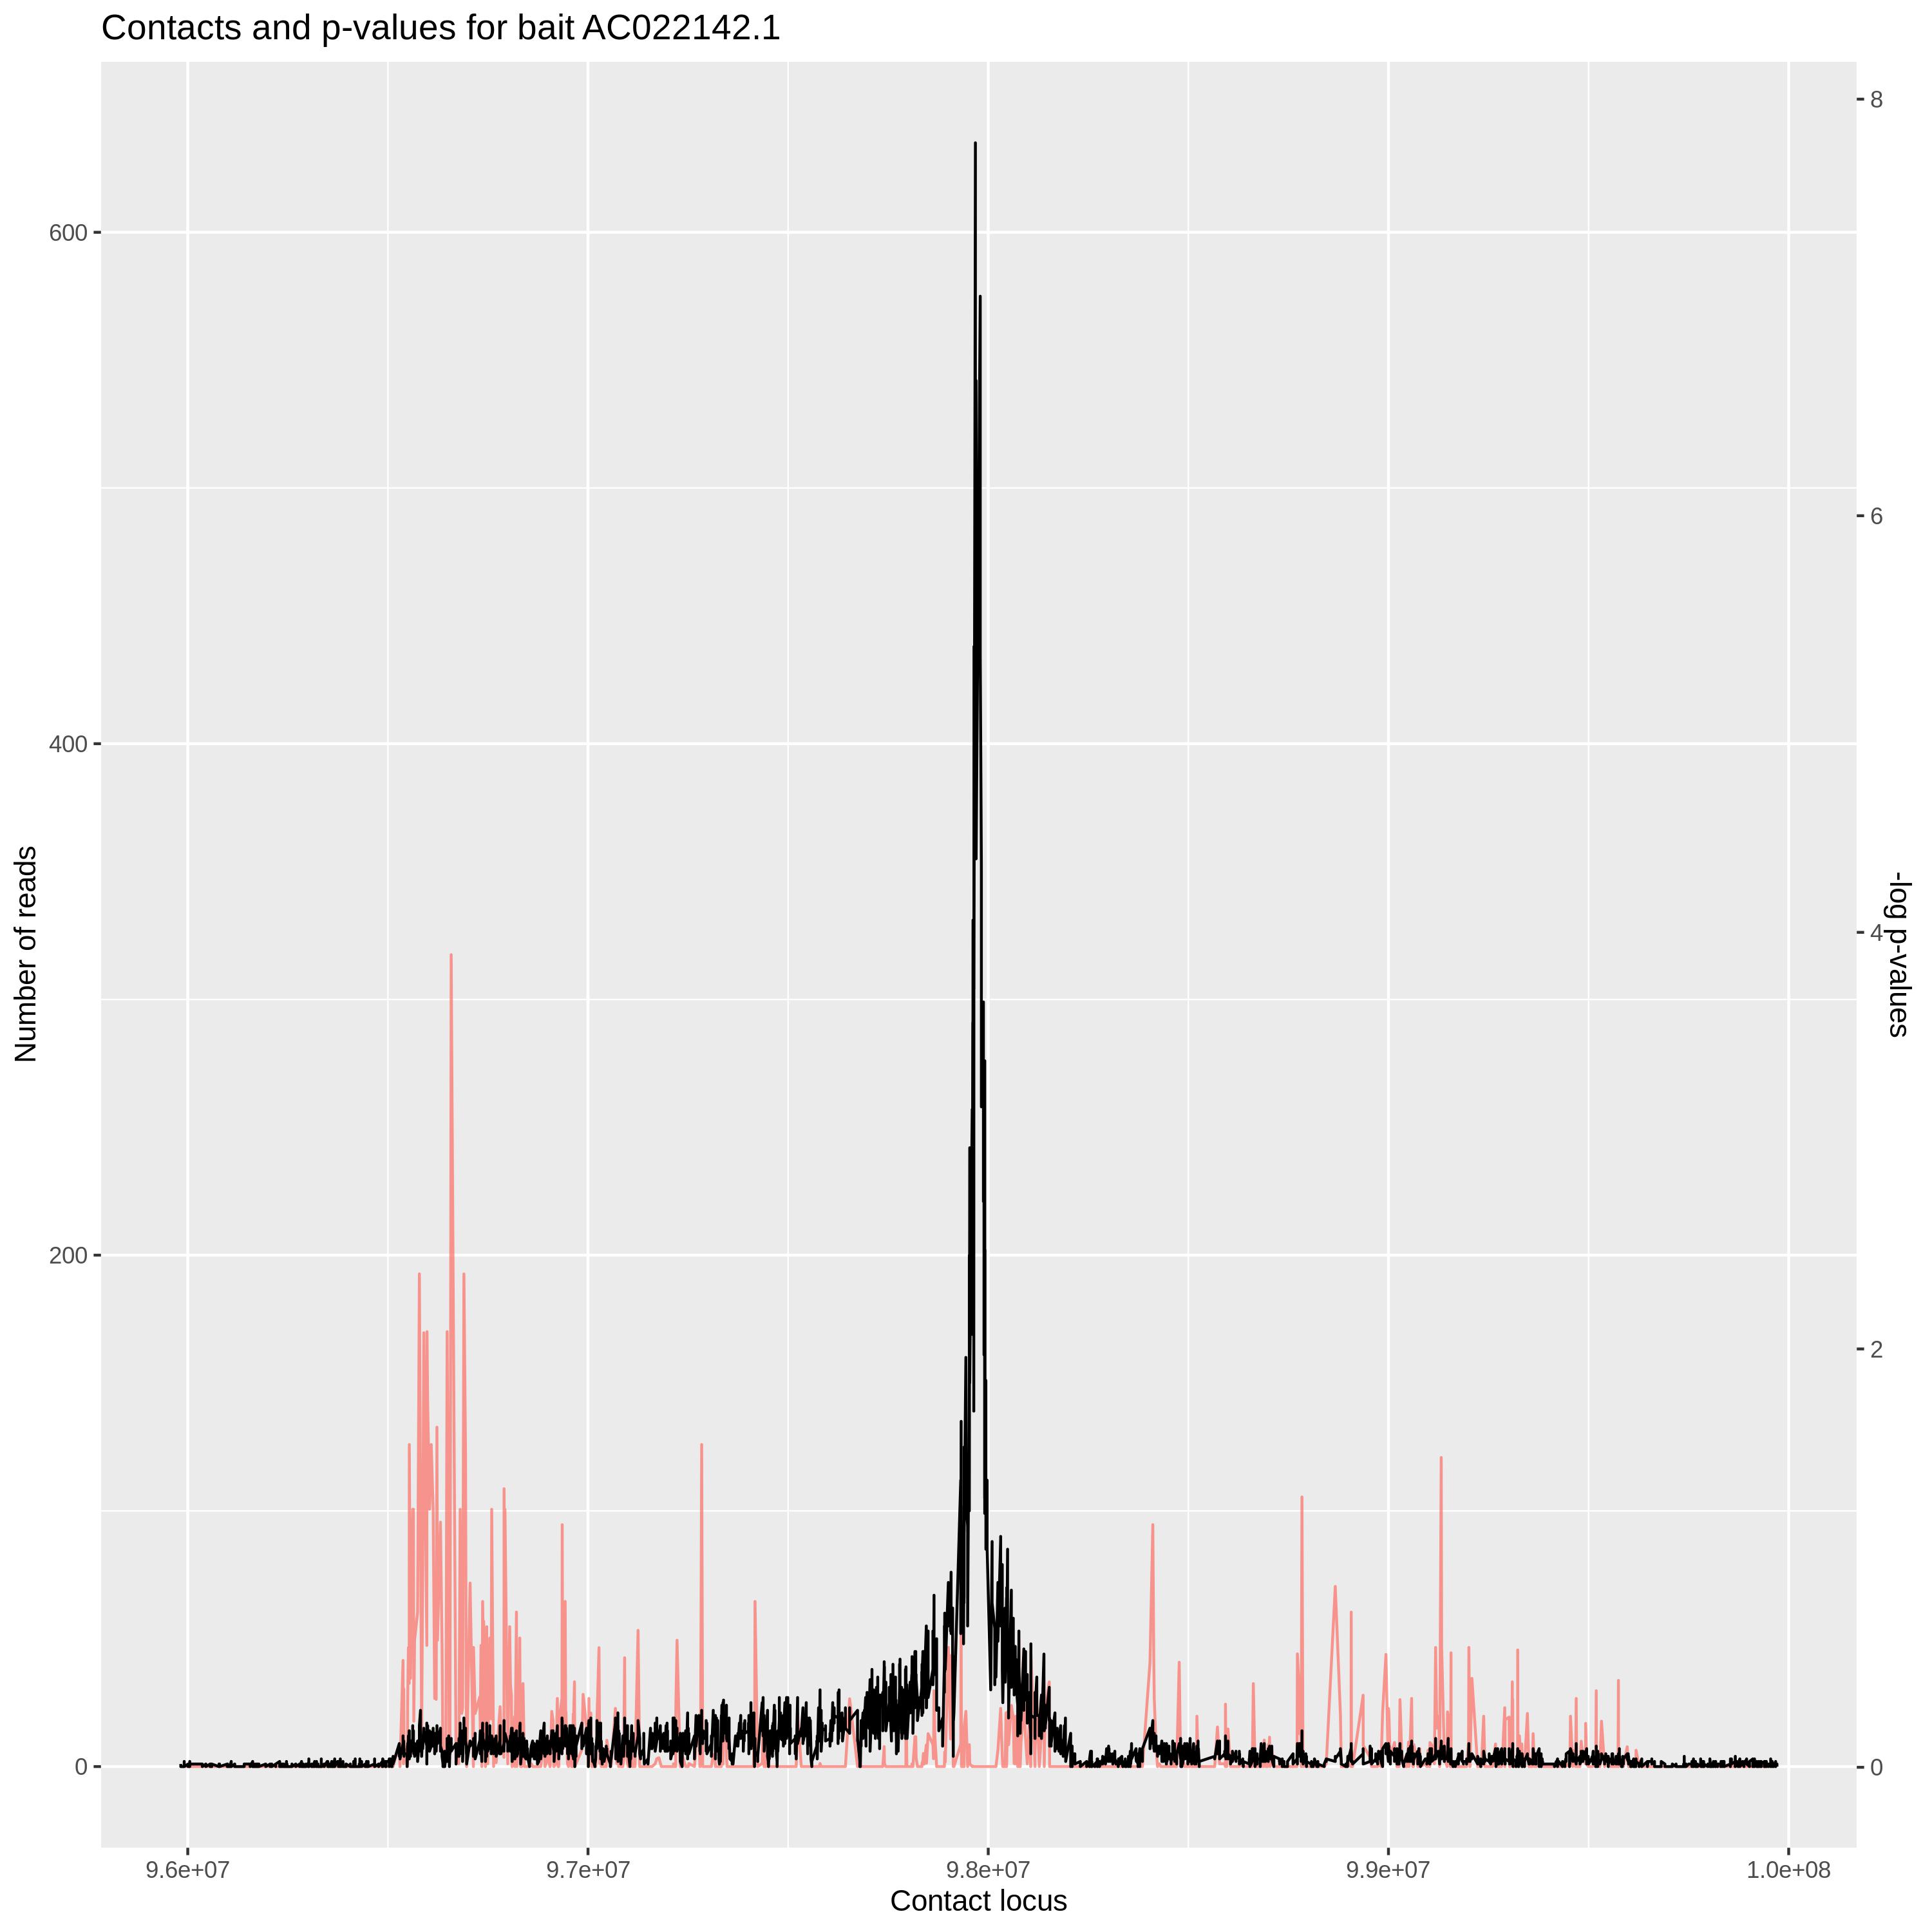 Contacts and p-values for bait AC022142.1
8
600
6
400
Number of reads
-log p-values
4
200
2
0
0
9.6e+07
9.7e+07
9.8e+07
9.9e+07
1.0e+08
Contact locus